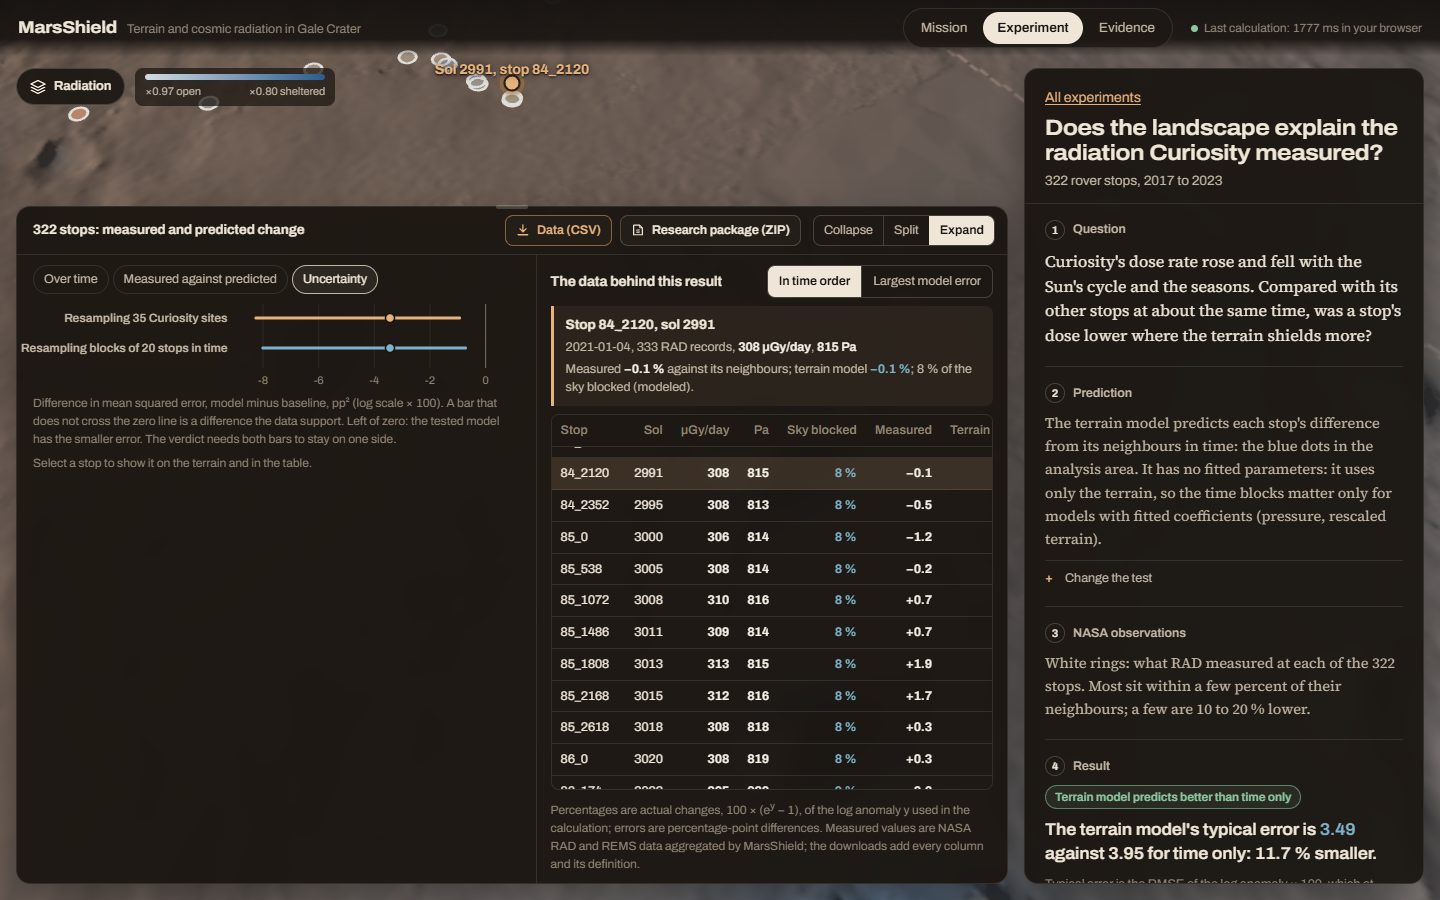 MarsShield Terrain and cosmic radiation in Gale Crater
Mission Experiment Evidence
Last calculation: 1777 ms in your browser
Radiation
×0.97 open ×0.80 sheltered
Sol 2991, stop 84_2120
322 stops: measured and predicted change
Data (CSV) Research package (ZIP) Collapse Split Expand
Over time Measured against predicted Uncertainty
Resampling 35 Curiosity sites
Resampling blocks of 20 stops in time
-8 -6 -4 -2 0
Difference in mean squared error, model minus baseline, pp² (log scale × 100). A bar that
does not cross the zero line is a difference the data support. Left of zero: the tested model
has the smaller error. The verdict needs both bars to stay on one side.
Select a stop to show it on the terrain and in the table.
The data behind this result
In time order Largest model error
Stop 84_2120, sol 2991
2021-01-04, 333 RAD records, 308 µGy/day, 815 Pa
Measured −0.1 % against its neighbours; terrain model −0.1 %; 8 % of the
sky blocked (modeled).
Stop Sol µGy/day Pa Sky blocked Measured Terrain
84_2120 2991 308 815 8 % −0.1
84_2352 2995 308 813 8 % −0.5
85_0 3000 306 814 8 % −1.2
85_538 3005 308 814 8 % −0.2
85_1072 3008 310 816 8 % +0.7
85_1486 3011 309 814 8 % +0.7
85_1808 3013 313 815 8 % +1.9
85_2168 3015 312 816 8 % +1.7
85_2618 3018 308 818 8 % +0.3
86_0 3020 308 819 8 % +0.3
Percentages are actual changes, 100 × (eʸ − 1), of the log anomaly y used in the
calculation; errors are percentage-point differences. Measured values are NASA
RAD and REMS data aggregated by MarsShield; the downloads add every column
and its definition.
All experiments
Does the landscape explain the
radiation Curiosity measured?
322 rover stops, 2017 to 2023
1 Question
Curiosity's dose rate rose and fell with the
Sun's cycle and the seasons. Compared with its
other stops at about the same time, was a stop's
dose lower where the terrain shields more?
2 Prediction
The terrain model predicts each stop's difference
from its neighbours in time: the blue dots in the
analysis area. It has no fitted parameters: it uses
only the terrain, so the time blocks matter only for
models with fitted coefficients (pressure, rescaled
terrain).
+ Change the test
3 NASA observations
White rings: what RAD measured at each of the 322
stops. Most sit within a few percent of their
neighbours; a few are 10 to 20 % lower.
4 Result
Terrain model predicts better than time only
The terrain model's typical error is 3.49
against 3.95 for time only: 11.7 % smaller.